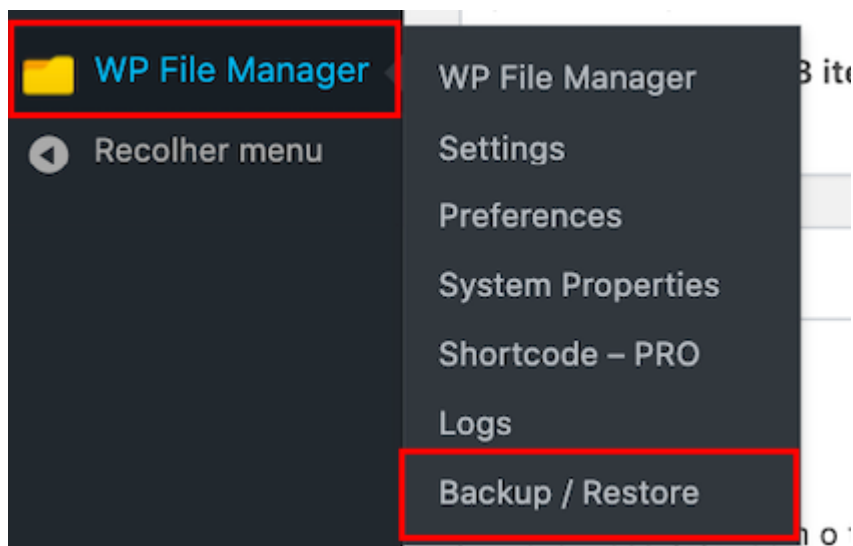 WP File Manager
Recolher menu
WP File Manager
Settings
Preferences
System Properties
Shortcode – PRO
Logs
Backup / Restore